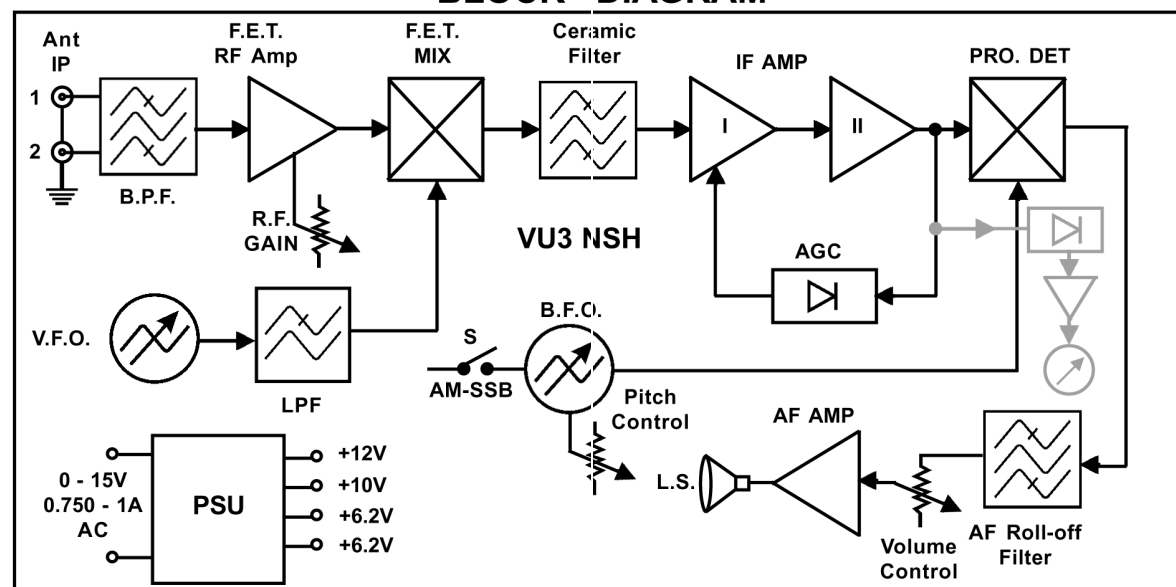 BLOCK DIAGRAM
Ant
IP
1
2
B.P.F.
F.E.T.
RF Amp
R.F.
GAIN
F.E.T.
MIX
Ceramic
Filter
IF AMP
I
II
PRO. DET
VU3 NSH
AGC
V.F.O.
LPF
S
AM-SSB
B.F.O.
Pitch
Control
L.S.
AF AMP
Volume
Control
AF Roll-off
Filter
0 - 15V
0.750 - 1A
AC
PSU
+12V
+10V
+6.2V
+6.2V